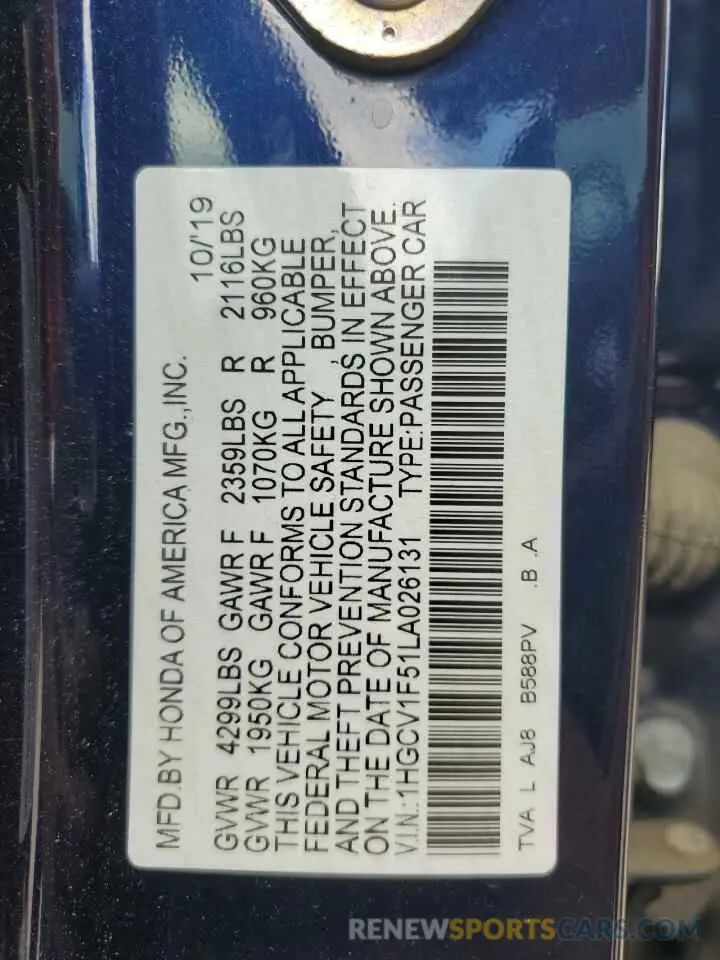 MFD.BY HONDA OF AMERICA MFG.,INC. 10/'19
GVWR 4299LBS GAWR F 2359LBS R 2116LBS
GVWR 1950KG GAWR F 1070KG R 960KG
THIS VEHICLE CONFORMS TO ALL APPLICABLE
FEDERAL MOTOR VEHICLE SAFETY, BUMPER,
AND THEFT PREVENTION STANDARDS IN EFFECT
ON THE DATE OF MANUFACTURE SHOWN ABOVE.
V.I.N.:1HGCV1F51LA026131 TYPE:PASSENGER CAR
TVA L AJ8 B588PV .B .A
RENEWSPORTSCARS.COM